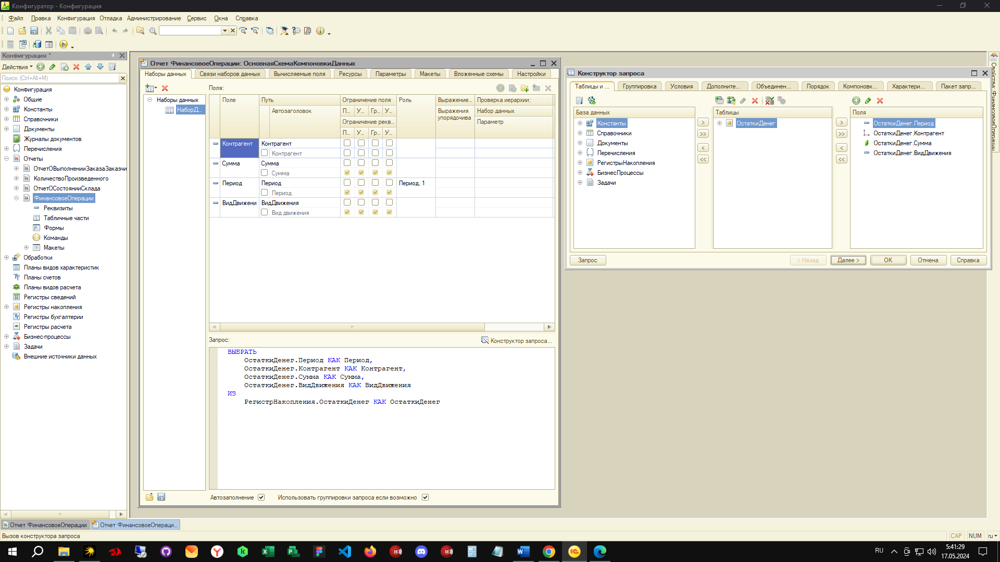 Конфигуратор - Конфигурация
Файл Правка Конфигурация Отладка Администрирование Сервис Окна Справка
Конфигурация *
Действия
Поиск (Ctrl+Alt+M)
Конфигурация
Общие
Константы
Справочники
Документы
Журналы документов
Перечисления
Отчеты
ОтчетОВыполненииЗаказаЗаказчи
КоличествоПроизведенного
ОтчетОСостоянииСклада
ФинансовоеОперации
Реквизиты
Табличные части
Формы
Команды
Макеты
Обработки
Планы видов характеристик
Планы счетов
Планы видов расчета
Регистры сведений
Регистры накопления
Регистры бухгалтерии
Регистры расчета
Бизнес-процессы
Задачи
Внешние источники данных
Отчет ФинансовоеОперации: ОсновнаяСхемаКомпоновкиДанных
Наборы данных Связи наборов данных Вычисляемые поля Ресурсы Параметры Макеты Вложенные схемы Настройки
Наборы данных
НаборД...
Поля:
Поле Путь Ограничение поля Роль Выражение... Проверка иерархии:
Автозаголовок П... У... Гр... У... Выражения упорядочива Набор данных
Ограничение рекв... Параметр
П... У... Гр... У...
Контрагент Контрагент
Контрагент
Сумма Сумма
Сумма
Период Период Период, 1
Период
ВидДвижени ВидДвижения
Вид движения
Запрос: Конструктор запроса...
ВЫБРАТЬ
ОстаткиДенег.Период КАК Период,
ОстаткиДенег.Контрагент КАК Контрагент,
ОстаткиДенег.Сумма КАК Сумма,
ОстаткиДенег.ВидДвижения КАК ВидДвижения
ИЗ
РегистрНакопления.ОстаткиДенег КАК ОстаткиДенег
Автозаполнение Использовать группировки запроса если возможно
Конструктор запроса
Таблицы и ... Группировка Условия Дополните... Объединен... Порядок Компоновк... Характери... Пакет запр...
База данных
Константы
Справочники
Документы
Перечисления
РегистрыНакопления
БизнесПроцессы
Задачи
> >> < <<
Таблицы
ОстаткиДенег
> >> < <<
Поля
ОстаткиДенег.Период
ОстаткиДенег.Контрагент
ОстаткиДенег.Сумма
ОстаткиДенег.ВидДвижения
Запрос < Назад Далее > ОК Отмена Справка
Отчет ФинансовоеОперации Отчет ФинансовоеОпераци...
Вызов конструктора запроса CAP NUM ru
RU 5:41:29
17.05.2024